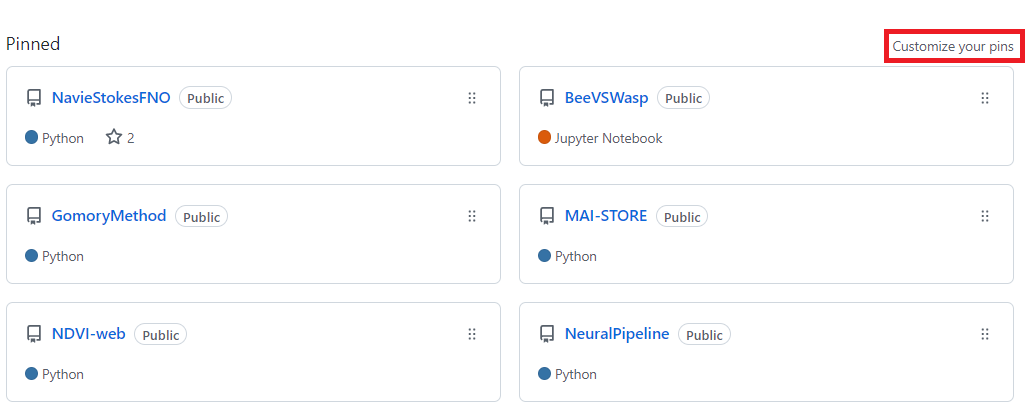 Pinned
Customize your pins
NavieStokesFNO Public
Python 2
BeeVSWasp Public
Jupyter Notebook
GomoryMethod Public
Python
MAI-STORE Public
Python
NDVI-web Public
Python
NeuralPipeline Public
Python